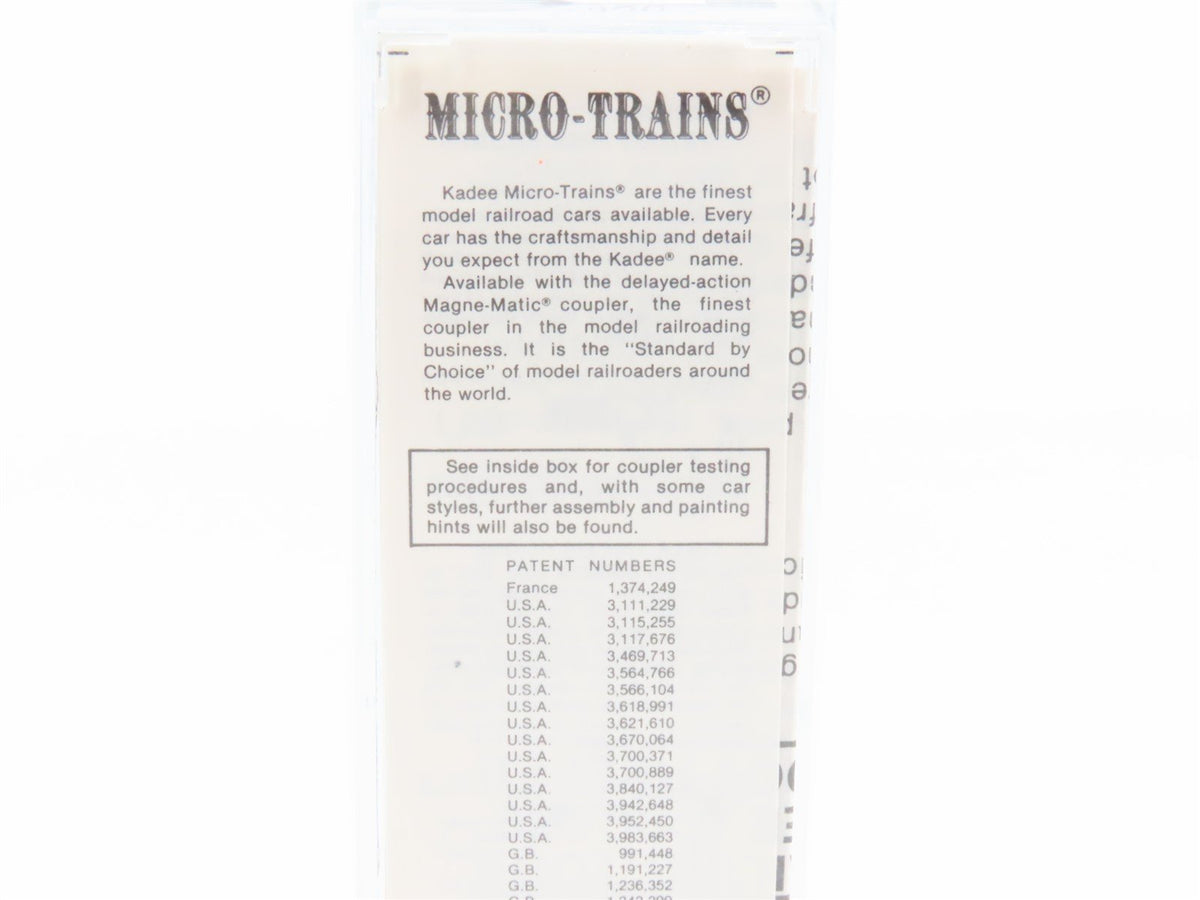 MICRO-TRAINS®
Kadee Micro-Trains® are the finest
model railroad cars available. Every
car has the craftsmanship and detail
you expect from the Kadee® name.
Available with the delayed-action
Magne-Matic® coupler, the finest
coupler in the model railroading
business. It is the "Standard by
Choice" of model railroaders around
the world.
See inside box for coupler testing
procedures and, with some car
styles, further assembly and painting
hints will also be found.
PATENT NUMBERS
France 1,374,249
U.S.A. 3,111,229
U.S.A. 3,115,255
U.S.A. 3,117,676
U.S.A. 3,469,713
U.S.A. 3,564,766
U.S.A. 3,566,104
U.S.A. 3,618,991
U.S.A. 3,621,610
U.S.A. 3,670,064
U.S.A. 3,700,371
U.S.A. 3,700,889
U.S.A. 3,840,127
U.S.A. 3,942,648
U.S.A. 3,952,450
U.S.A. 3,983,663
G.B. 991,448
G.B. 1,191,227
G.B. 1,236,352